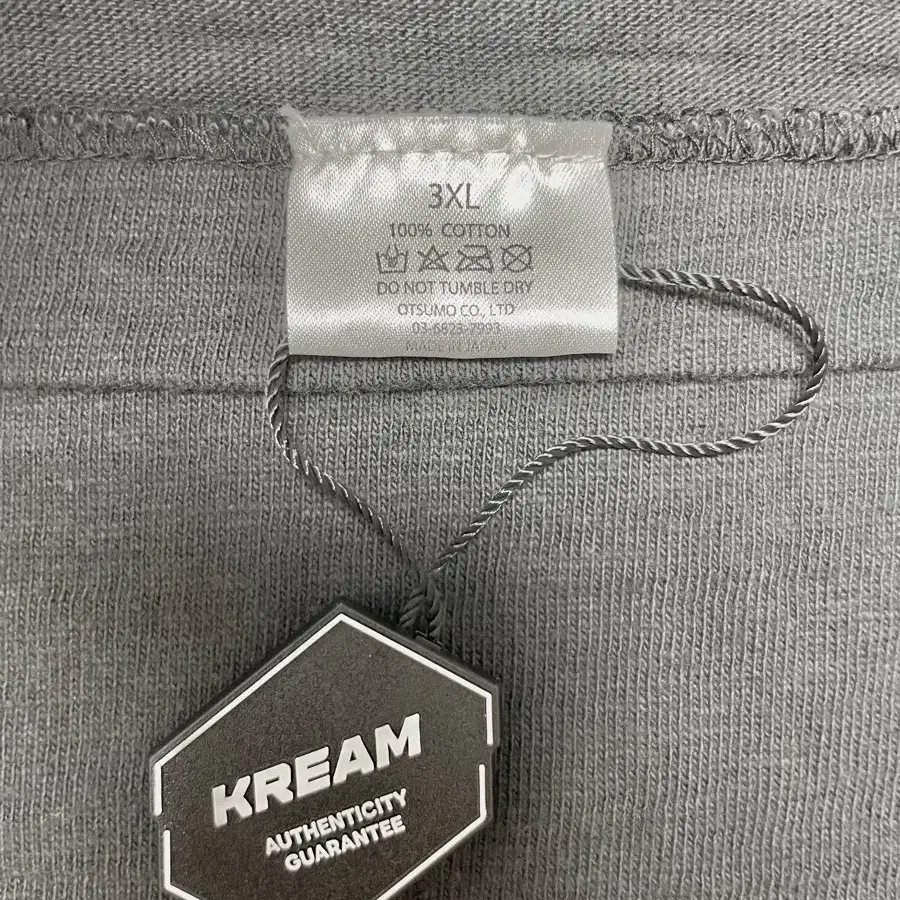 3XL
100% COTTON
DO NOT TUMBLE DRY
OTSUMO CO., LTD
03-6823-7993
MADE IN JAPAN
KREAM
AUTHENTICITY
GUARANTEE